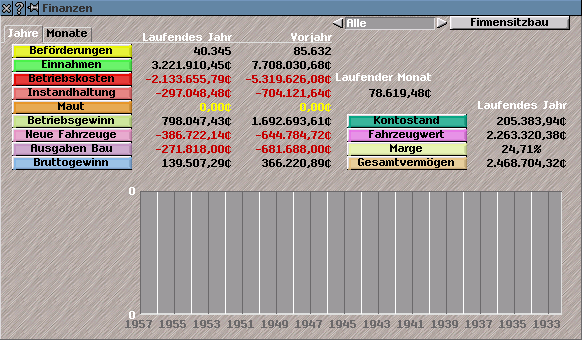 Finanzen
Alle Fimensitzbau
Jahre Monate Laufendes Jahr Vorjahr
Beförderungen 40.345 85.632
Einnahmen 3.221.910,45¢ 7.708.030,68¢
Betriebskosten -2.133.655,79¢ -5.319.626,08¢ Laufender Monat
Instandhaltung -297.048,48¢ -704.121,64¢ 78.619,48¢
Maut 0,00¢ 0,00¢ Laufendes Jahr
Betriebsgewinn 798.047,43¢ 1.692.693,61¢ Kontostand 205.383,94¢
Neue Fahrzeuge -386.722,14¢ -644.784,72¢ Fahrzeugwert 2.263.320,38¢
Ausgaben Bau -271.818,00¢ -681.688,00¢ Marge 24,71%
Bruttogewinn 139.507,29¢ 366.220,89¢ Gesamtvermögen 2.468.704,32¢
0
0
1957 1955 1953 1951 1949 1947 1945 1943 1941 1939 1937 1935 1933